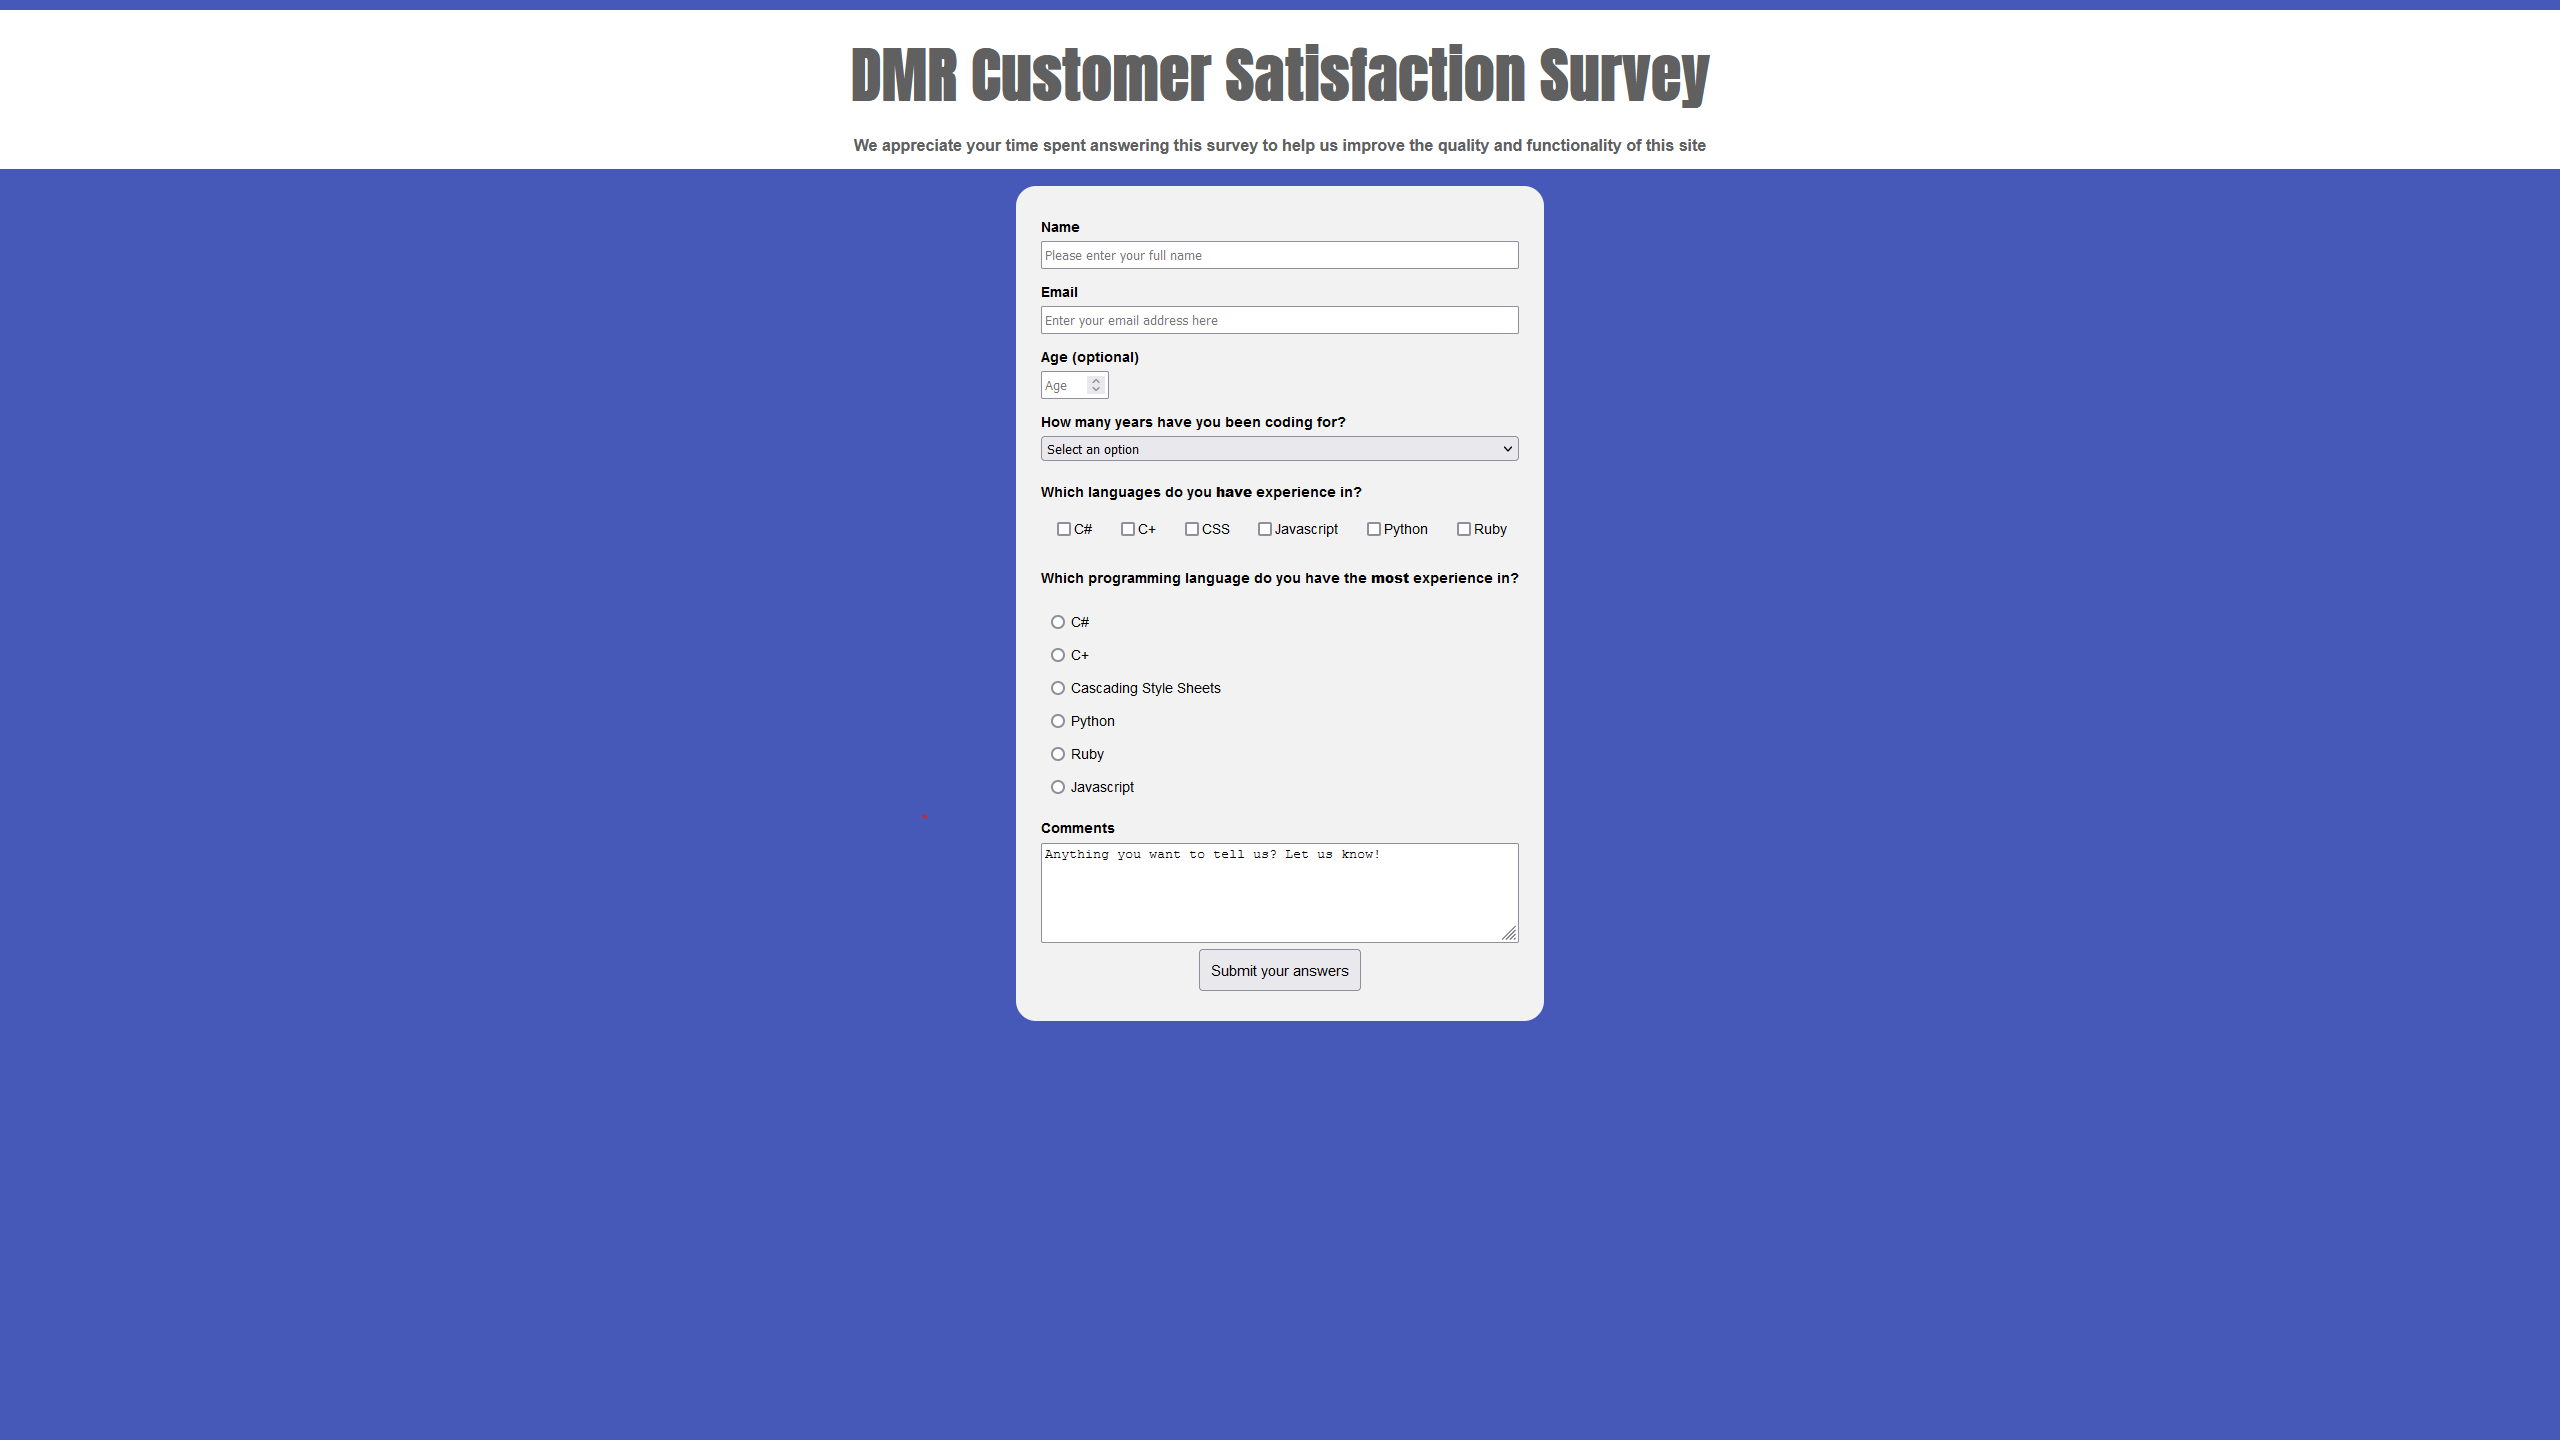 DMR Customer Satisfaction Survey
We appreciate your time spent answering this survey to help us improve the quality and functionality of this site
Name
Please enter your full name
Email
Enter your email address here
Age (optional)
Age
How many years have you been coding for?
Select an option
Which languages do you have experience in?
C# C+ CSS Javascript Python Ruby
Which programming language do you have the most experience in?
C#
C+
Cascading Style Sheets
Python
Ruby
Javascript
Comments
Anything you want to tell us? Let us know!
Submit your answers